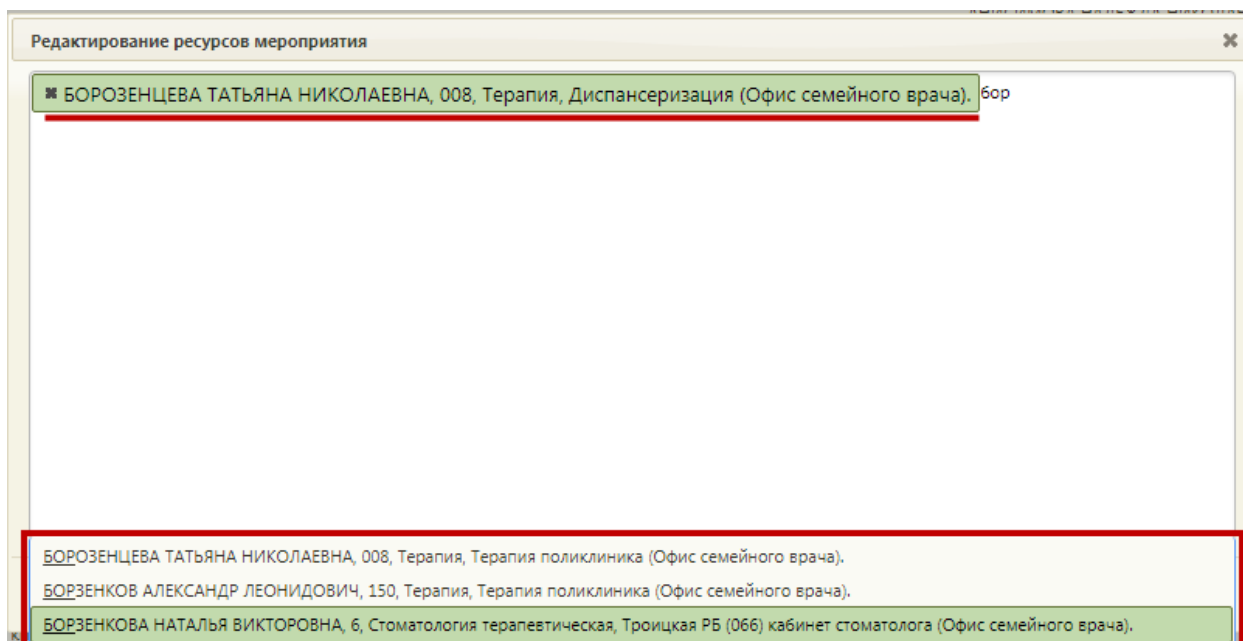 Редактирование ресурсов мероприятия
БОРОЗЕНЦЕВА ТАТЬЯНА НИКОЛАЕВНА, 008, Терапия, Диспансеризация (Офис семейного врача). бор
БОРОЗЕНЦЕВА ТАТЬЯНА НИКОЛАЕВНА, 008, Терапия, Терапия поликлиника (Офис семейного врача).
БОРЗЕНКОВ АЛЕКСАНДР ЛЕОНИДОВИЧ, 150, Терапия, Терапия поликлиника (Офис семейного врача).
БОРЗЕНКОВА НАТАЛЬЯ ВИКТОРОВНА, 6, Стоматология терапевтическая, Троицкая РБ (066) кабинет стоматолога (Офис семейного врача).